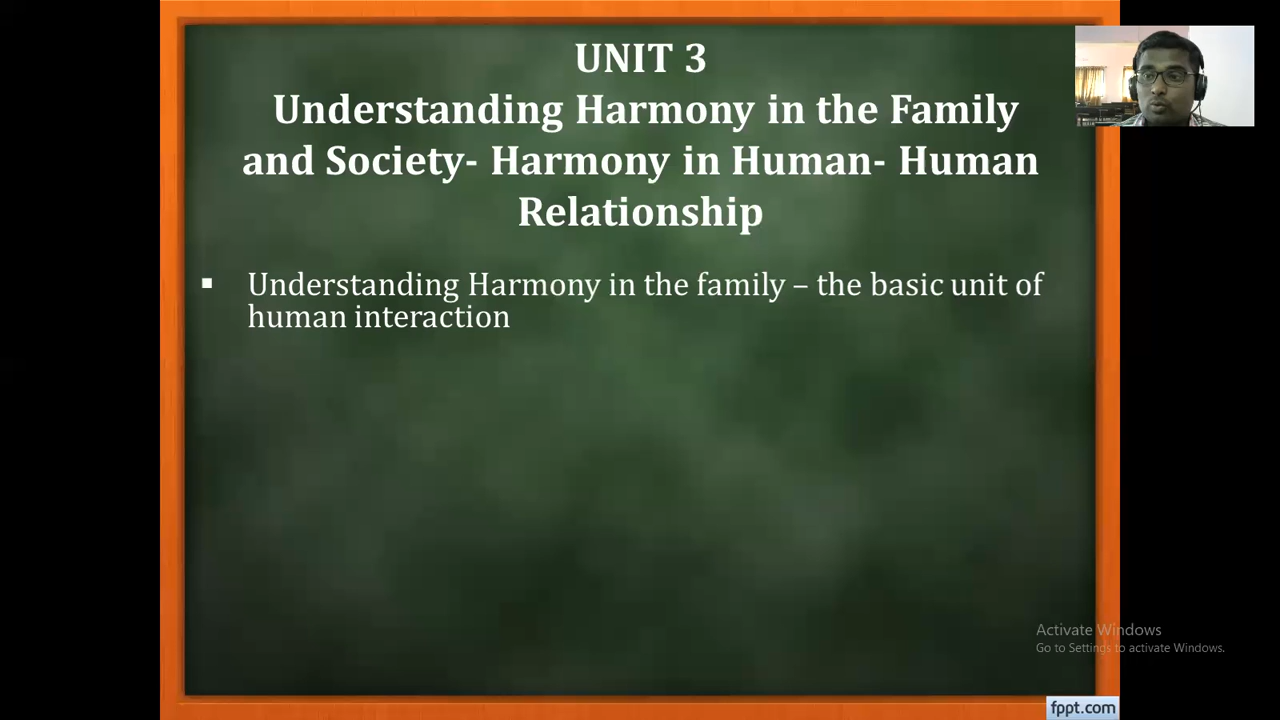 UNIT 3
Understanding Harmony in the Family
and Society- Harmony in Human- Human
Relationship
▪ Understanding Harmony in the family – the basic unit of
human interaction
Activate Windows
Go to Settings to activate Windows.
fppt.com